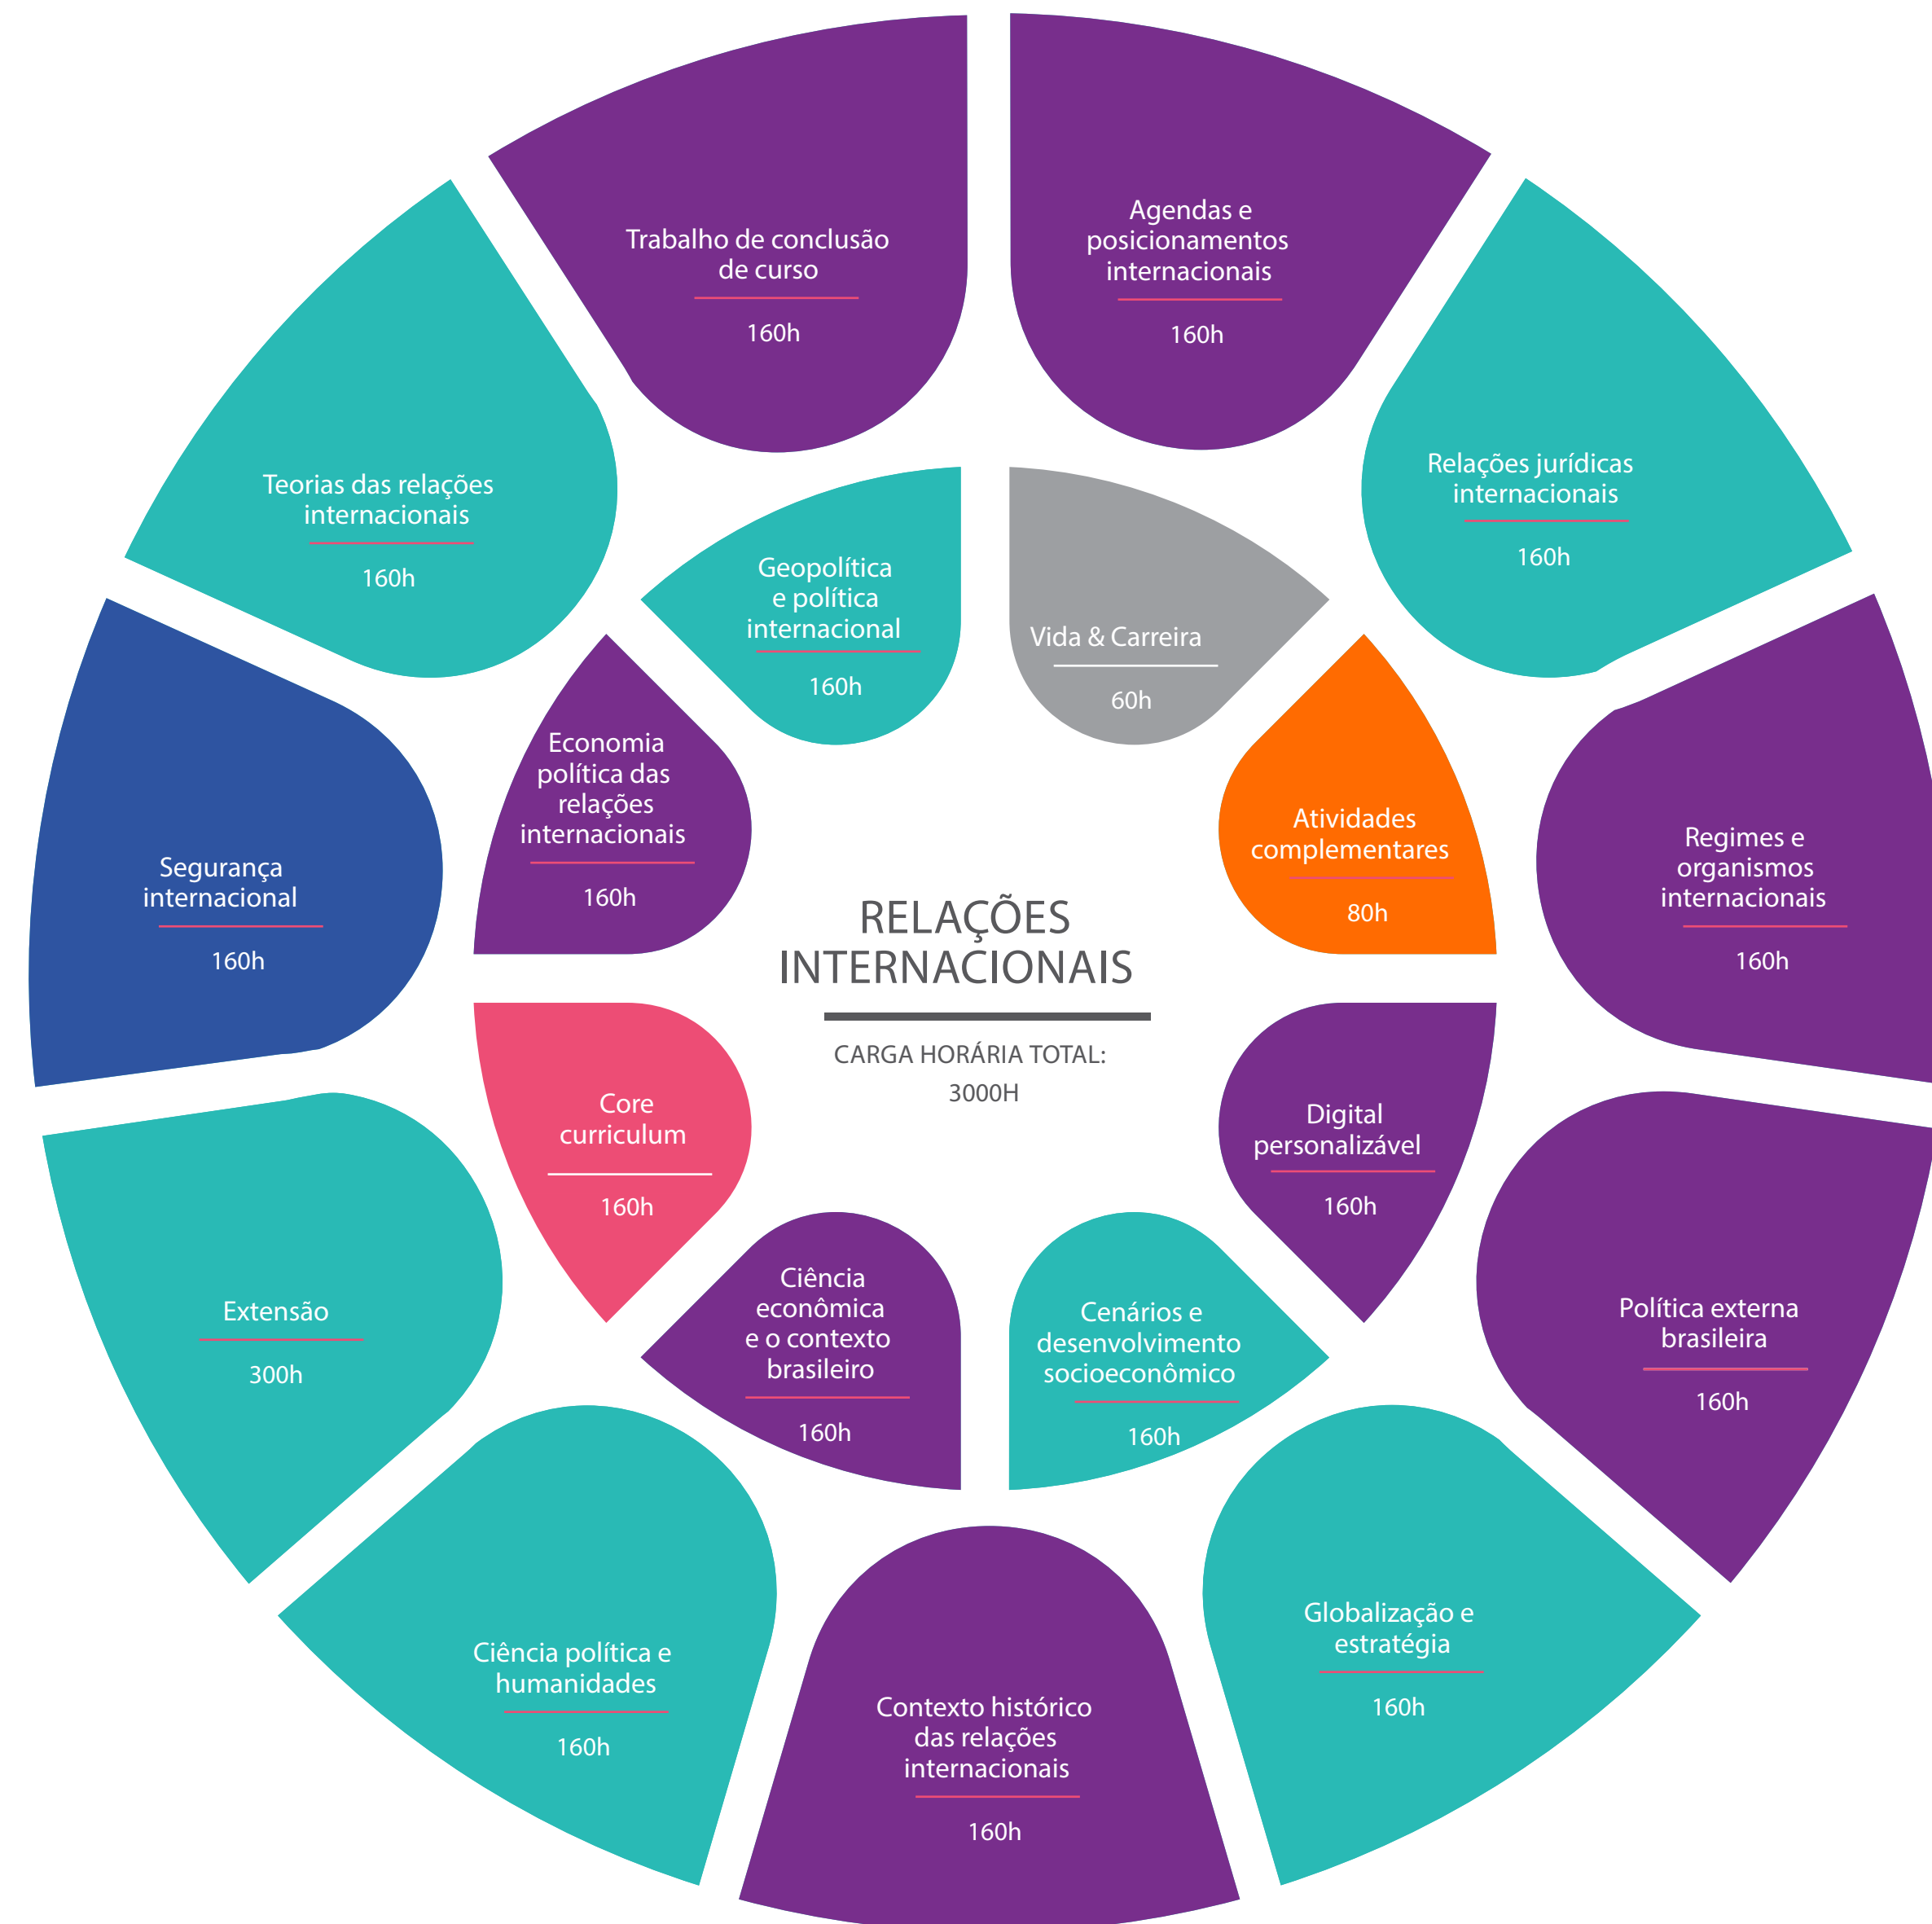 Trabalho de conclusão
de curso
160h
Agendas e
posicionamentos
internacionais
160h
Relações jurídicas
internacionais
160h
Teorias das relações
internacionais
160h
Geopolítica
e política
internacional
160h
Vida & Carreira
60h
Economia
política das
relações
internacionais
160h
Atividades
complementares
80h
Regimes e
organismos
internacionais
160h
Segurança
internacional
160h
RELAÇÕES
INTERNACIONAIS
CARGA HORÁRIA TOTAL:
3000H
Core
curriculum
160h
Digital
personalizável
160h
Extensão
300h
Ciência
econômica
e o contexto
brasileiro
160h
Cenários e
desenvolvimento
socioeconômico
160h
Política externa
brasileira
160h
Ciência política e
humanidades
160h
Contexto histórico
das relações
internacionais
160h
Globalização e
estratégia
160h